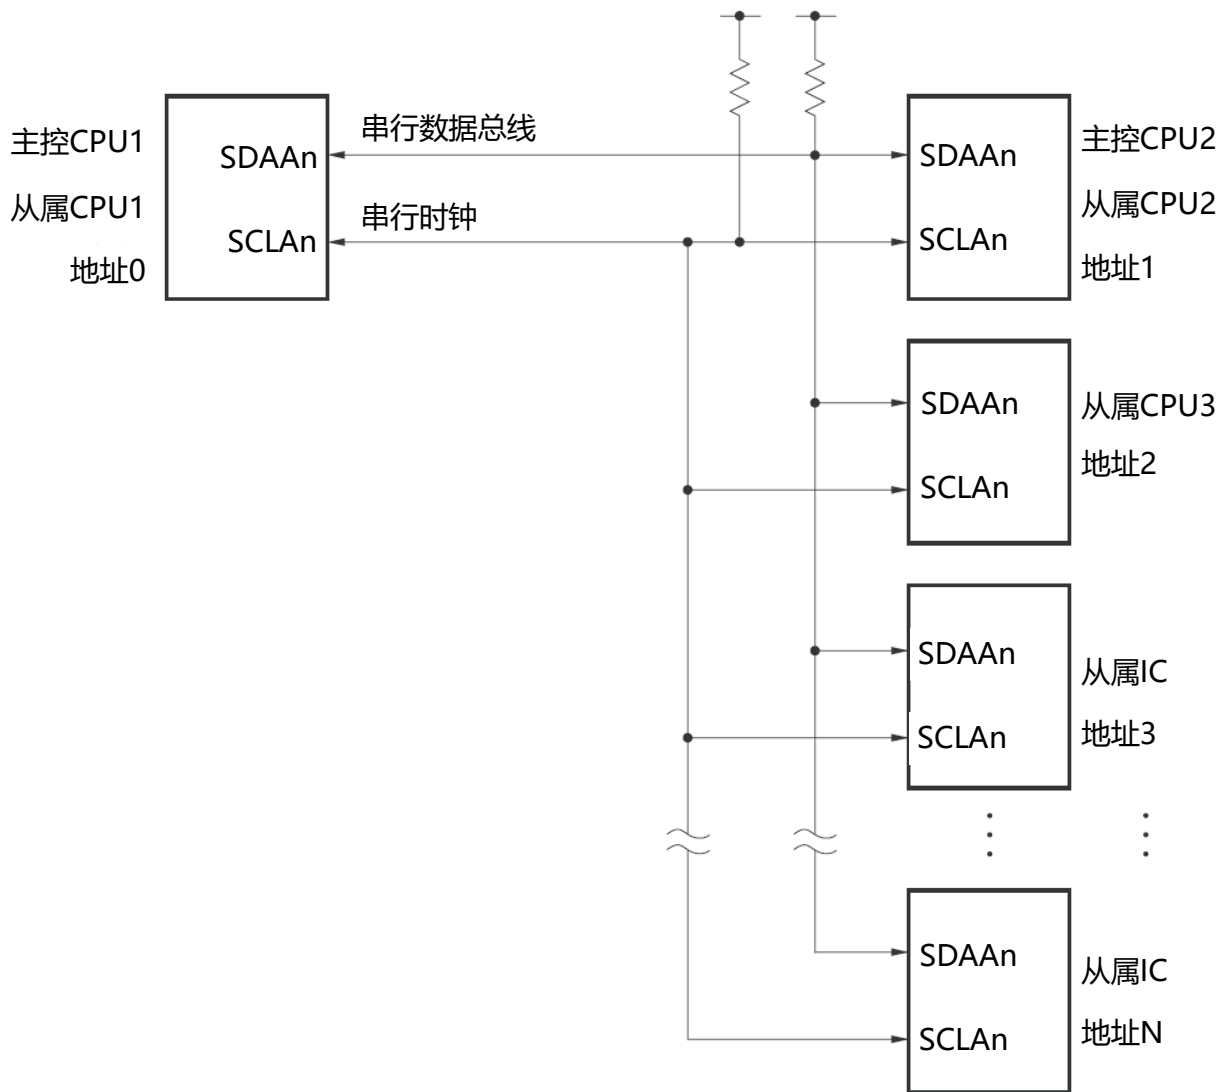 主控CPU1
从属CPU1
地址0
SDAAn
SCLAn
串行数据总线
串行时钟
SDAAn
SCLAn
主控CPU2
从属CPU2
地址1
SDAAn
SCLAn
从属CPU3
地址2
SDAAn
SCLAn
从属IC
地址3
SDAAn
SCLAn
从属IC
地址N